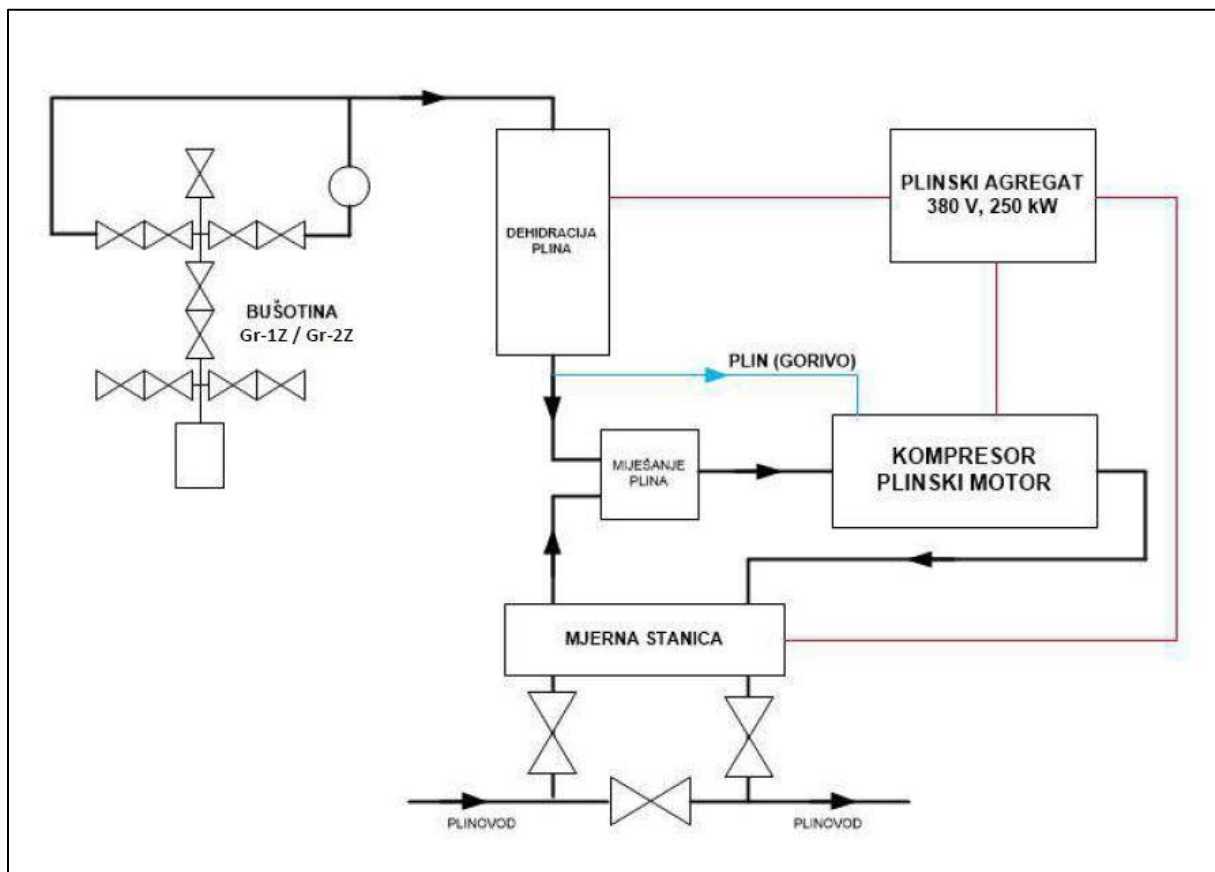 PLINSKI AGREGAT
380 V, 250 kW
DEHIDRACIJA
PLINA
BUŠOTINA
Gr-1Z / Gr-2Z
PLIN (GORIVO)
MIJEŠANJE
PLINA
KOMPRESOR
PLINSKI MOTOR
MJERNA STANICA
PLINOVOD
PLINOVOD